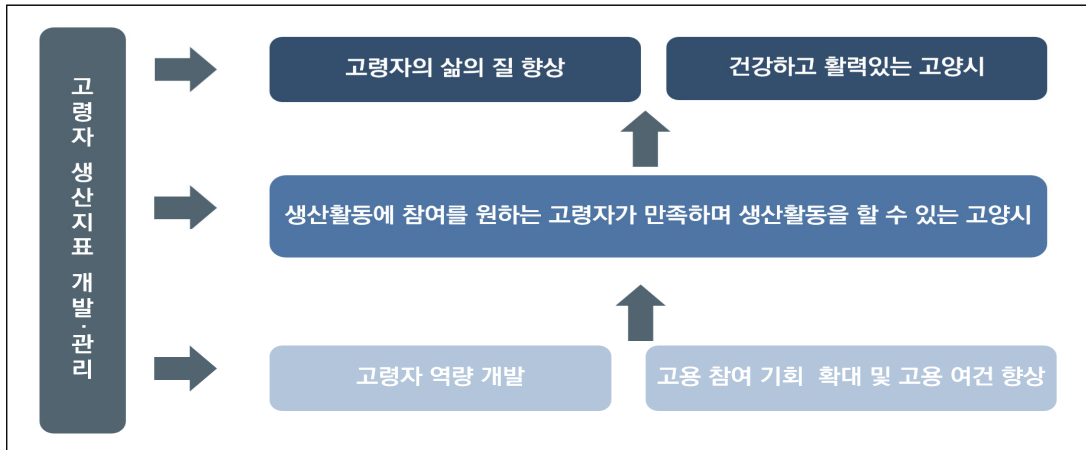 고령자 생산지표 개발·관리
고령자의 삶의 질 향상
건강하고 활력있는 고양시
생산활동에 참여를 원하는 고령자가 만족하며 생산활동을 할 수 있는 고양시
고령자 역량 개발
고용 참여 기회 확대 및 고용 여건 향상